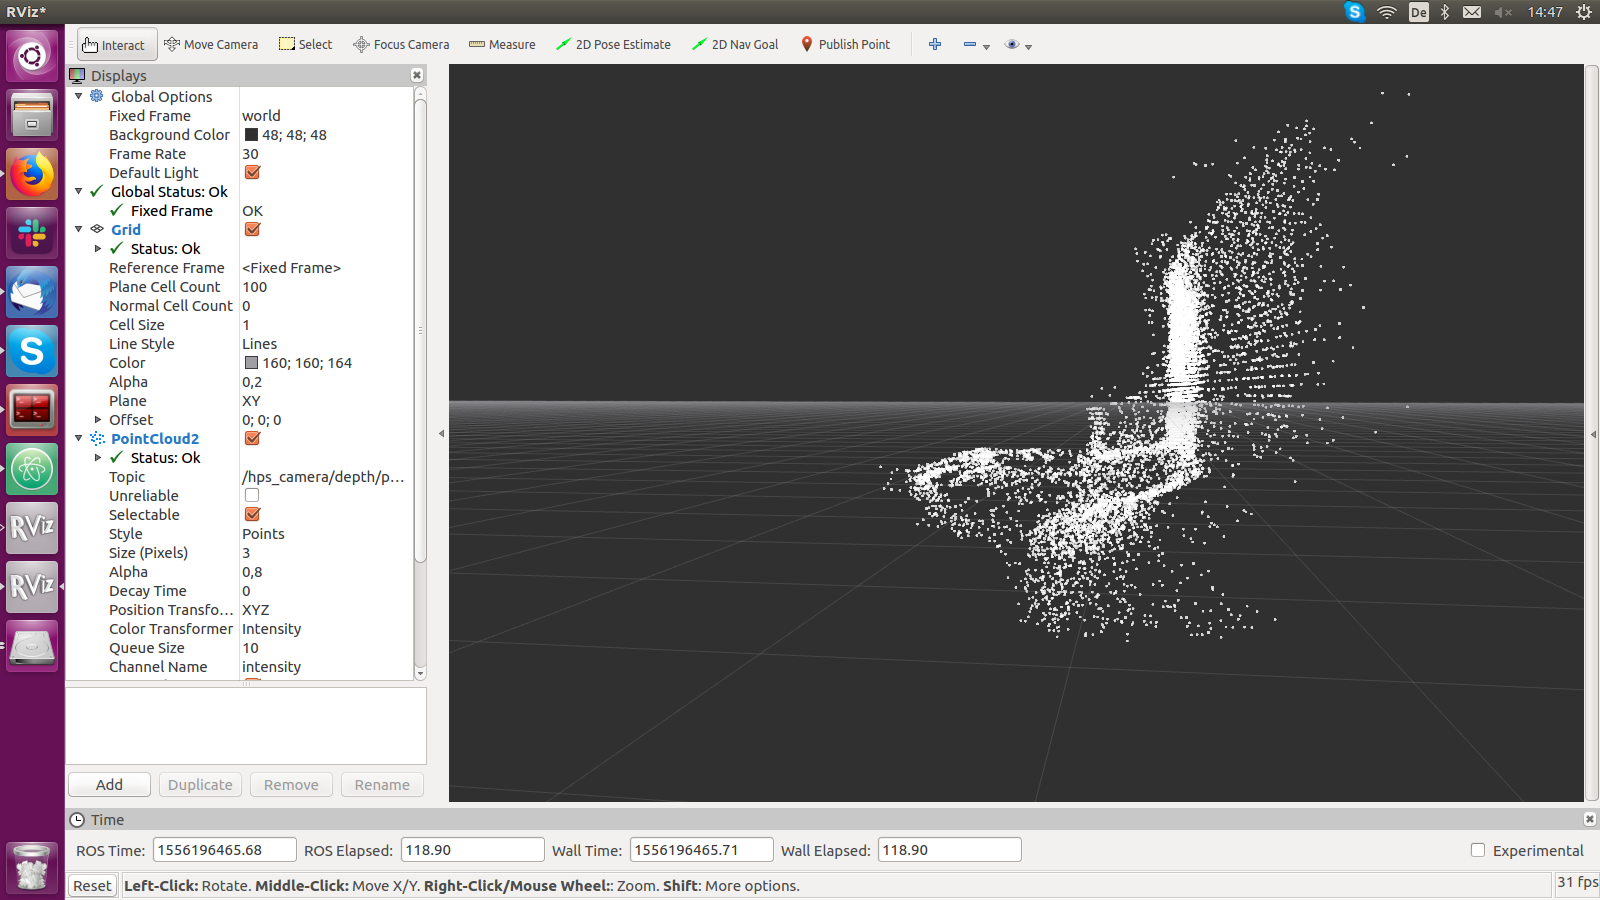 RViz*
S De 14:47
Interact Move Camera Select Focus Camera Measure 2D Pose Estimate 2D Nav Goal Publish Point
Displays
Global Options
Fixed Frame world
Background Color 48; 48; 48
Frame Rate 30
Default Light
Global Status: Ok
Fixed Frame OK
Grid
Status: Ok
Reference Frame <Fixed Frame>
Plane Cell Count 100
Normal Cell Count 0
Cell Size 1
Line Style Lines
Color 160; 160; 164
Alpha 0,2
Plane XY
Offset 0; 0; 0
PointCloud2
Status: Ok
Topic /hps_camera/depth/p...
Unreliable
Selectable
Style Points
Size (Pixels) 3
Alpha 0,8
Decay Time 0
Position Transfo... XYZ
Color Transformer Intensity
Queue Size 10
Channel Name intensity
S
RViz
RViz
Add Duplicate Remove Rename
Time
ROS Time: 1556196465.68 ROS Elapsed: 118.90 Wall Time: 1556196465.71 Wall Elapsed: 118.90 Experimental
Reset Left-Click: Rotate. Middle-Click: Move X/Y. Right-Click/Mouse Wheel:: Zoom. Shift: More options. 31 fps